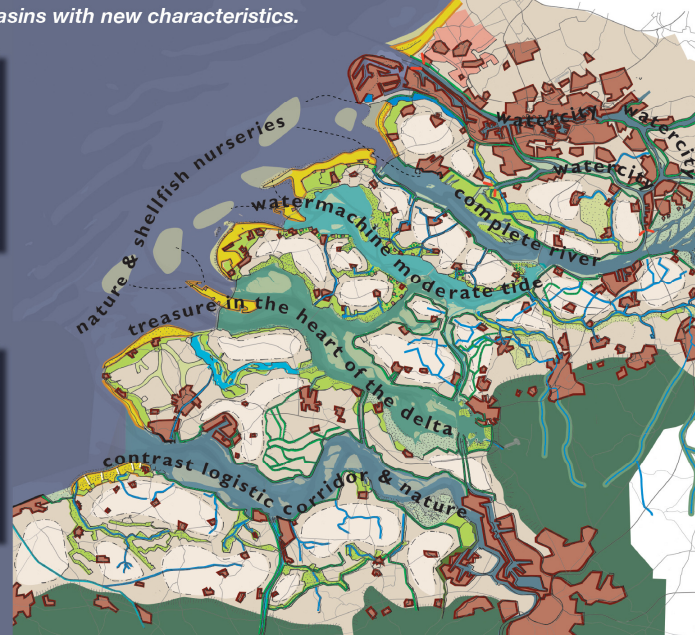 asins with new characteristics.
watercity
watercity
watercity
nature & shellfish nurseries
complete river
watermachine moderate tide
treasure in the heart of the delta
contrast logistic corridor & nature